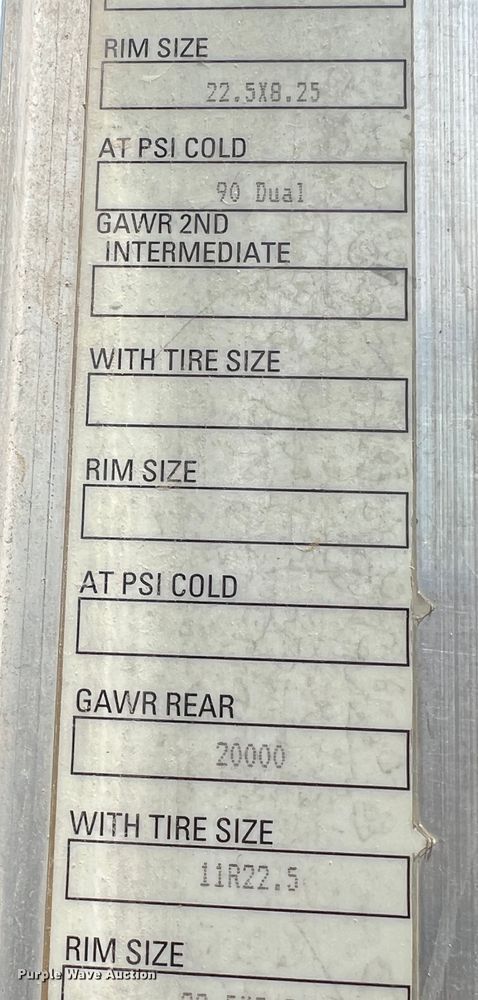 RIM SIZE
22.5X8.25
AT PSI COLD
90 Dual
GAWR 2ND
INTERMEDIATE
WITH TIRE SIZE
RIM SIZE
AT PSI COLD
GAWR REAR
20000
WITH TIRE SIZE
11R22.5
RIM SIZE
Purple Wave Auction